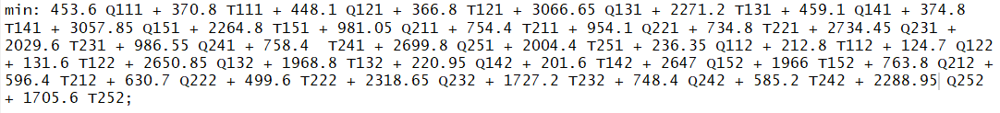 min: 453.6 Q111 + 370.8 T111 + 448.1 Q121 + 366.8 T121 + 3066.65 Q131 + 2271.2 T131 + 459.1 Q141 + 374.8
T141 + 3057.85 Q151 + 2264.8 T151 + 981.05 Q211 + 754.4 T211 + 954.1 Q221 + 734.8 T221 + 2734.45 Q231 +
2029.6 T231 + 986.55 Q241 + 758.4  T241 + 2699.8 Q251 + 2004.4 T251 + 236.35 Q112 + 212.8 T112 + 124.7 Q122
+ 131.6 T122 + 2650.85 Q132 + 1968.8 T132 + 220.95 Q142 + 201.6 T142 + 2647 Q152 + 1966 T152 + 763.8 Q212 +
596.4 T212 + 630.7 Q222 + 499.6 T222 + 2318.65 Q232 + 1727.2 T232 + 748.4 Q242 + 585.2 T242 + 2288.95 Q252
+ 1705.6 T252;